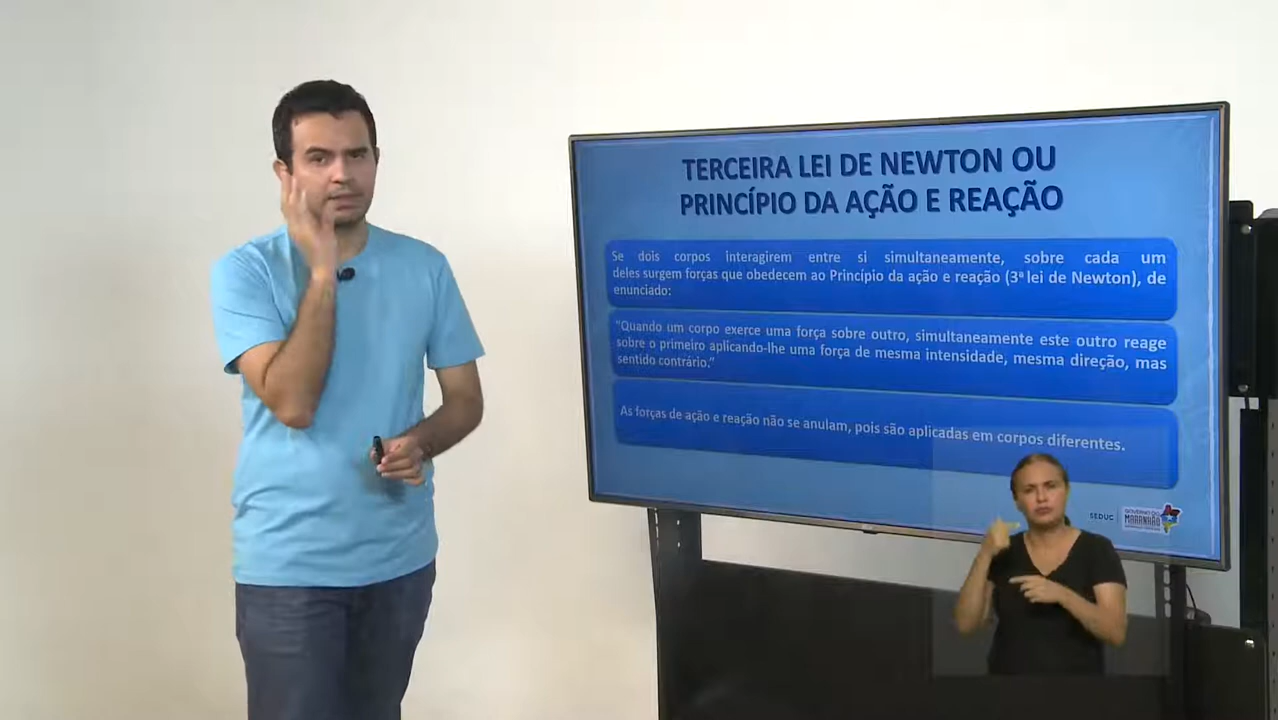 TERCEIRA LEI DE NEWTON OU
PRINCÍPIO DA AÇÃO E REAÇÃO
Se dois corpos interagirem entre si simultaneamente, sobre cada um
deles surgem forças que obedecem ao Princípio da ação e reação (3ª lei de Newton), de
enunciado:
"Quando um corpo exerce uma força sobre outro, simultaneamente este outro reage
sobre o primeiro aplicando-lhe uma força de mesma intensidade, mesma direção, mas
sentido contrário."
As forças de ação e reação não se anulam, pois são aplicadas em corpos diferentes.
SEDUC
GOVERNO DO
MARANHÃO